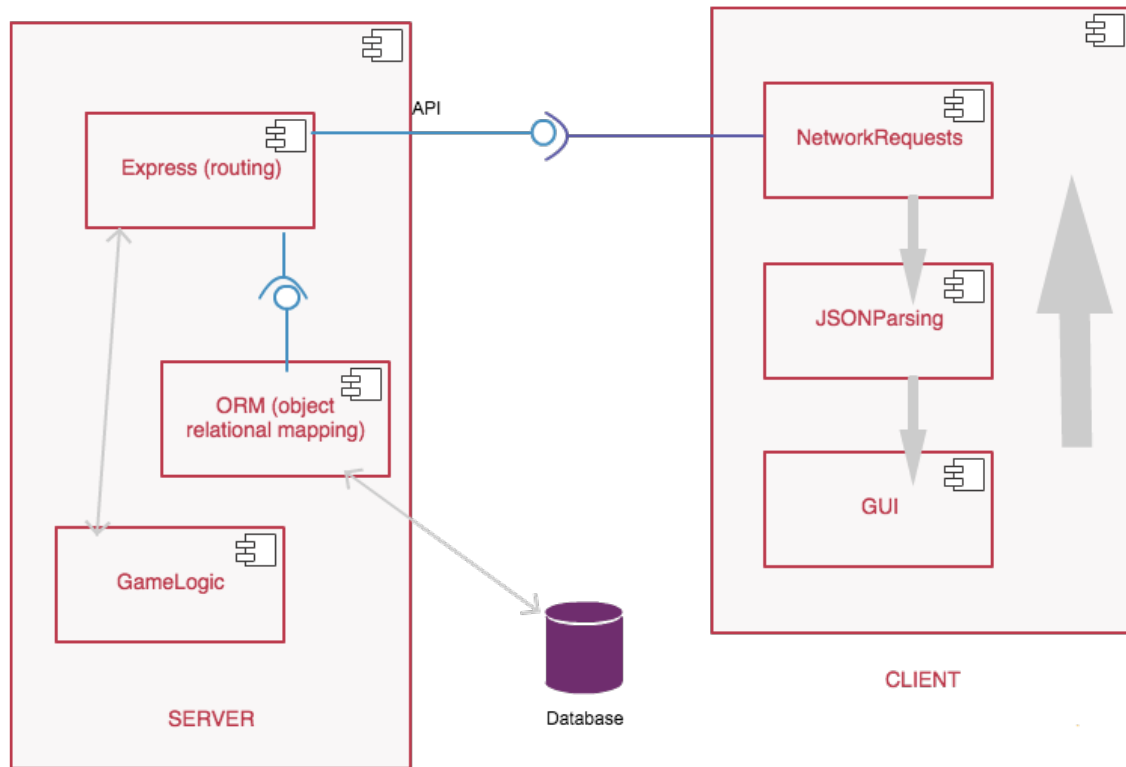 API
Express (routing)
NetworkRequests
JSONParsing
ORM (object
relational mapping)
GUI
GameLogic
CLIENT
SERVER
Database